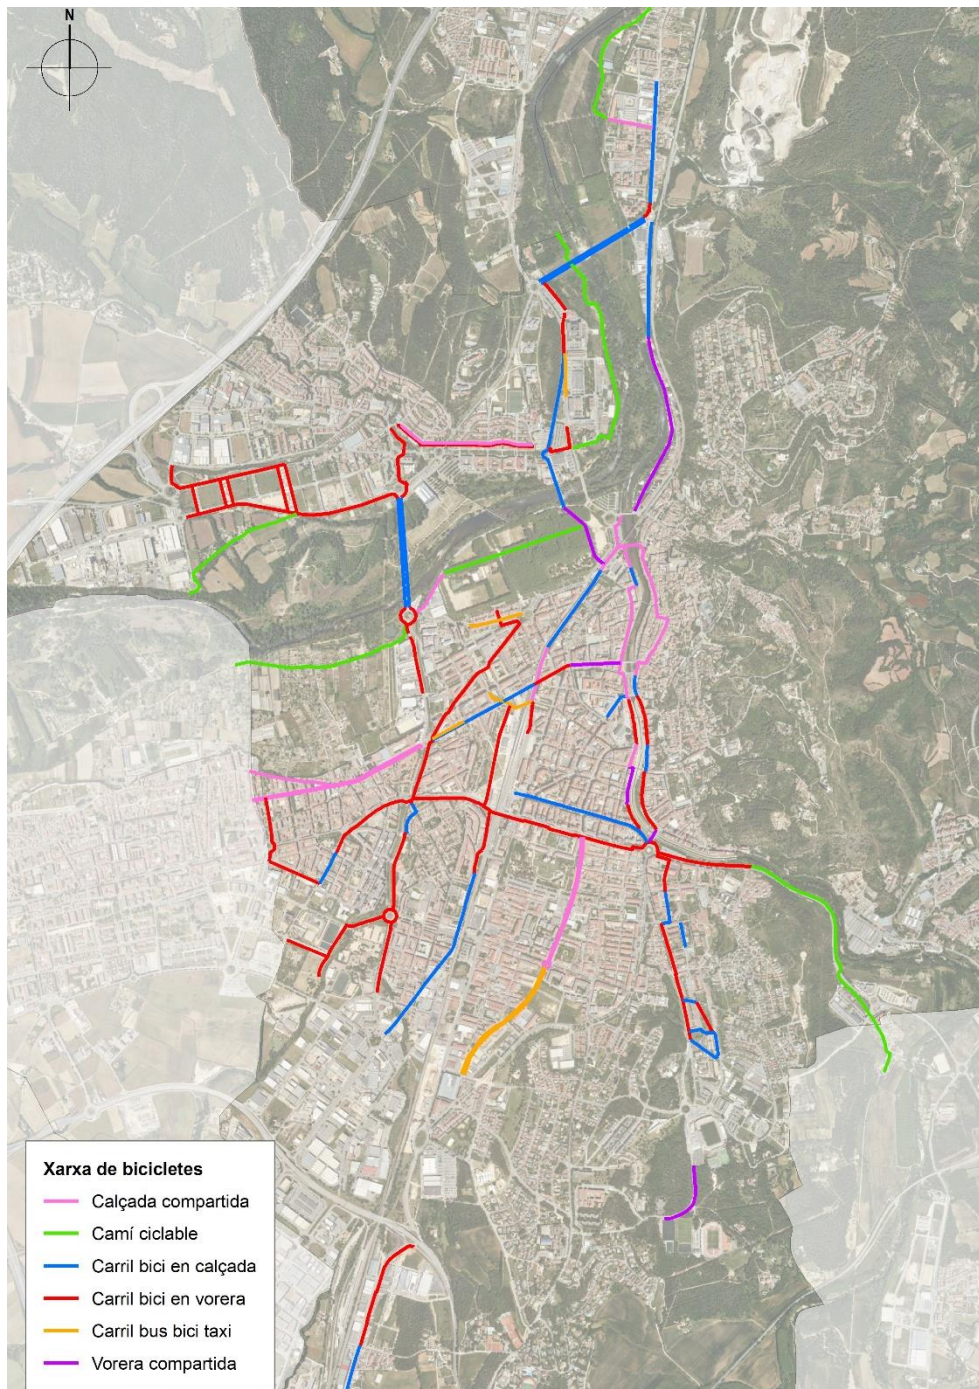 N
Xarxa de bicicletes
Calçada compartida
Camí ciclable
Carril bici en calçada
Carril bici en vorera
Carril bus bici taxi
Vorera compartida